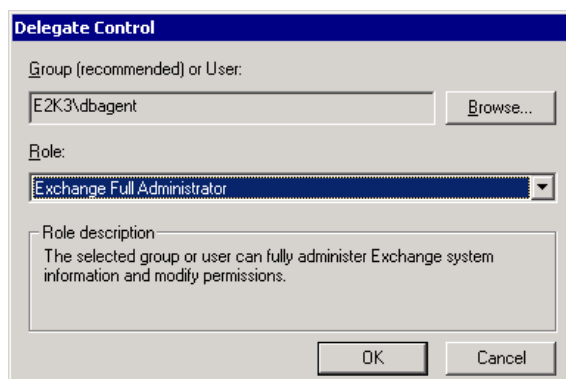 Delegate Control
Group (recommended) or User:
E2K3\dbagent
Browse...
Role:
Exchange Full Administrator
Role description
The selected group or user can fully administer Exchange system
information and modify permissions.
OK
Cancel